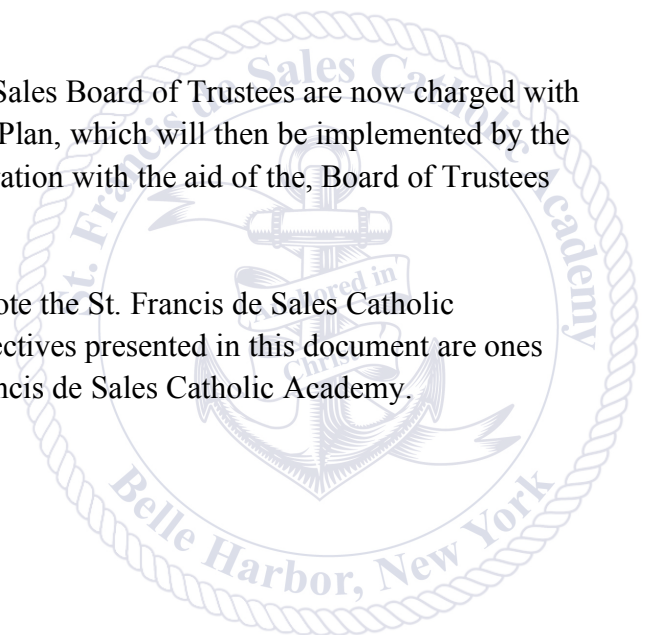 Sales Board of Trustees are now charged with
Plan, which will then be implemented by the
ration with the aid of the, Board of Trustees
ote the St. Francis de Sales Catholic
ectives presented in this document are ones
ncis de Sales Catholic Academy.
St. Francis de Sales Catholic Academy
Anchored in
Christ
Belle Harbor, New York